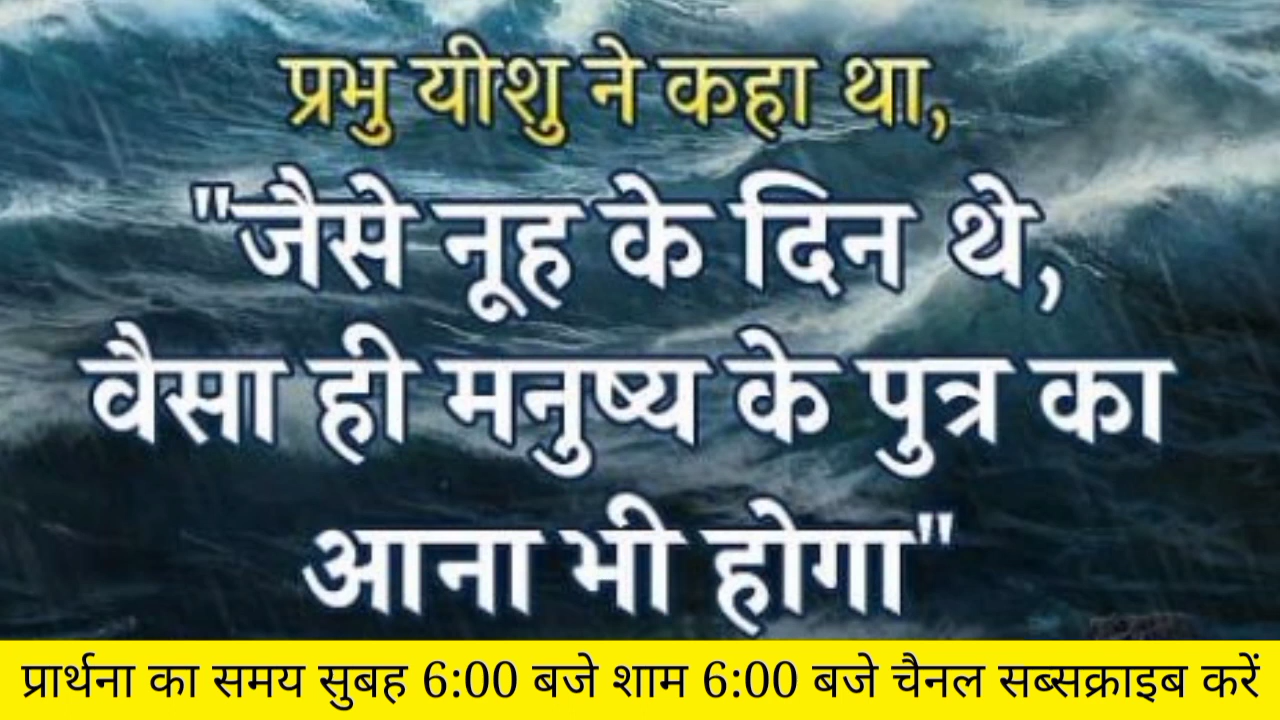 प्रभु यीशु ने कहा था,
"जैसे नूह के दिन थे,
वैसा ही मनुष्य के पुत्र का
आना भी होगा"
प्रार्थना का समय सुबह 6:00 बजे शाम 6:00 बजे चैनल सब्सक्राइब करें